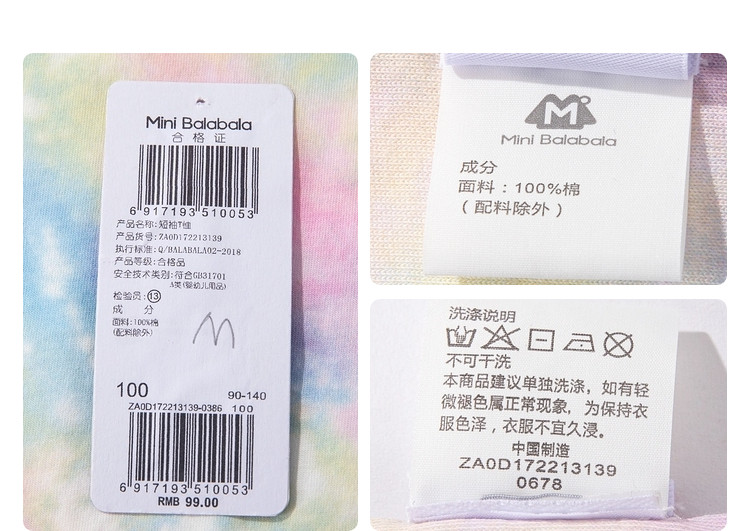 Mini Balabala
合格证
6 917193 510053
产品名称:短袖T恤
产品货号:ZA0D172213139
执行标准:Q/BALABALA02-2018
产品等级:合格品
安全技术类别:符合GB31701
A类(婴幼儿用品)
检验员:13
成 分
面料:100%棉
(配料除外)
M
100
90-140
ZA0D172213139-0386 100
6 917193 510053
RMB 99.00
M
Mini Balabala
成分
面料：100%棉
（配料除外）
洗涤说明
不可干洗
本商品建议单独洗涤，如有轻
微褪色属正常现象，为保持衣
服色泽，衣服不宜久浸。
中国制造
ZA0D172213139
0678